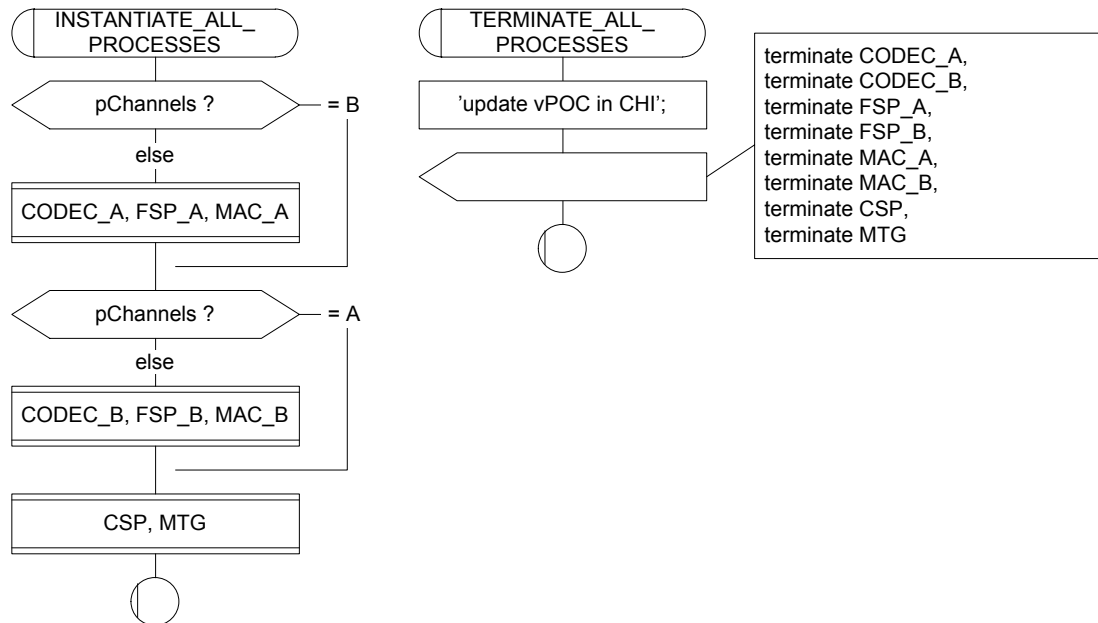 INSTANTIATE_ALL_
PROCESSES
pChannels ?
= B
else
CODEC_A, FSP_A, MAC_A
pChannels ?
= A
else
CODEC_B, FSP_B, MAC_B
CSP, MTG
TERMINATE_ALL_
PROCESSES
'update vPOC in CHI';
terminate CODEC_A,
terminate CODEC_B,
terminate FSP_A,
terminate FSP_B,
terminate MAC_A,
terminate MAC_B,
terminate CSP,
terminate MTG